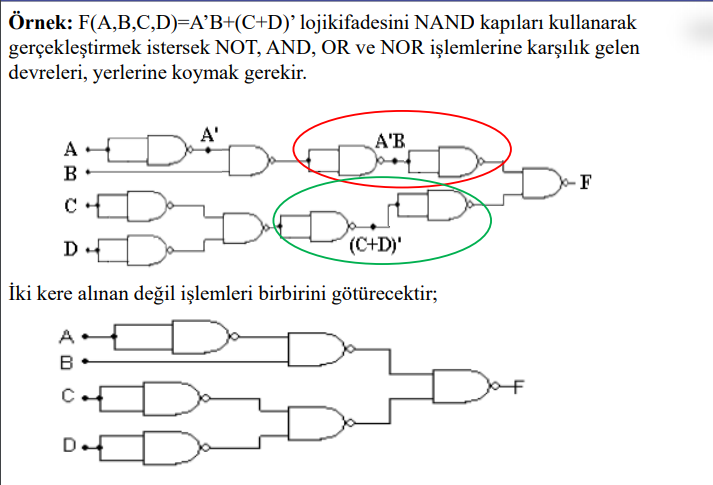 Örnek: F(A,B,C,D)=A’B+(C+D)’ lojikifadesini NAND kapıları kullanarak
gerçekleştirmek istersek NOT, AND, OR ve NOR işlemlerine karşılık gelen
devreleri, yerlerine koymak gerekir.
A'
A'B
A
B
F
C
D
(C+D)'
İki kere alınan değil işlemleri birbirini götürecektir;
A
B
F
C
D